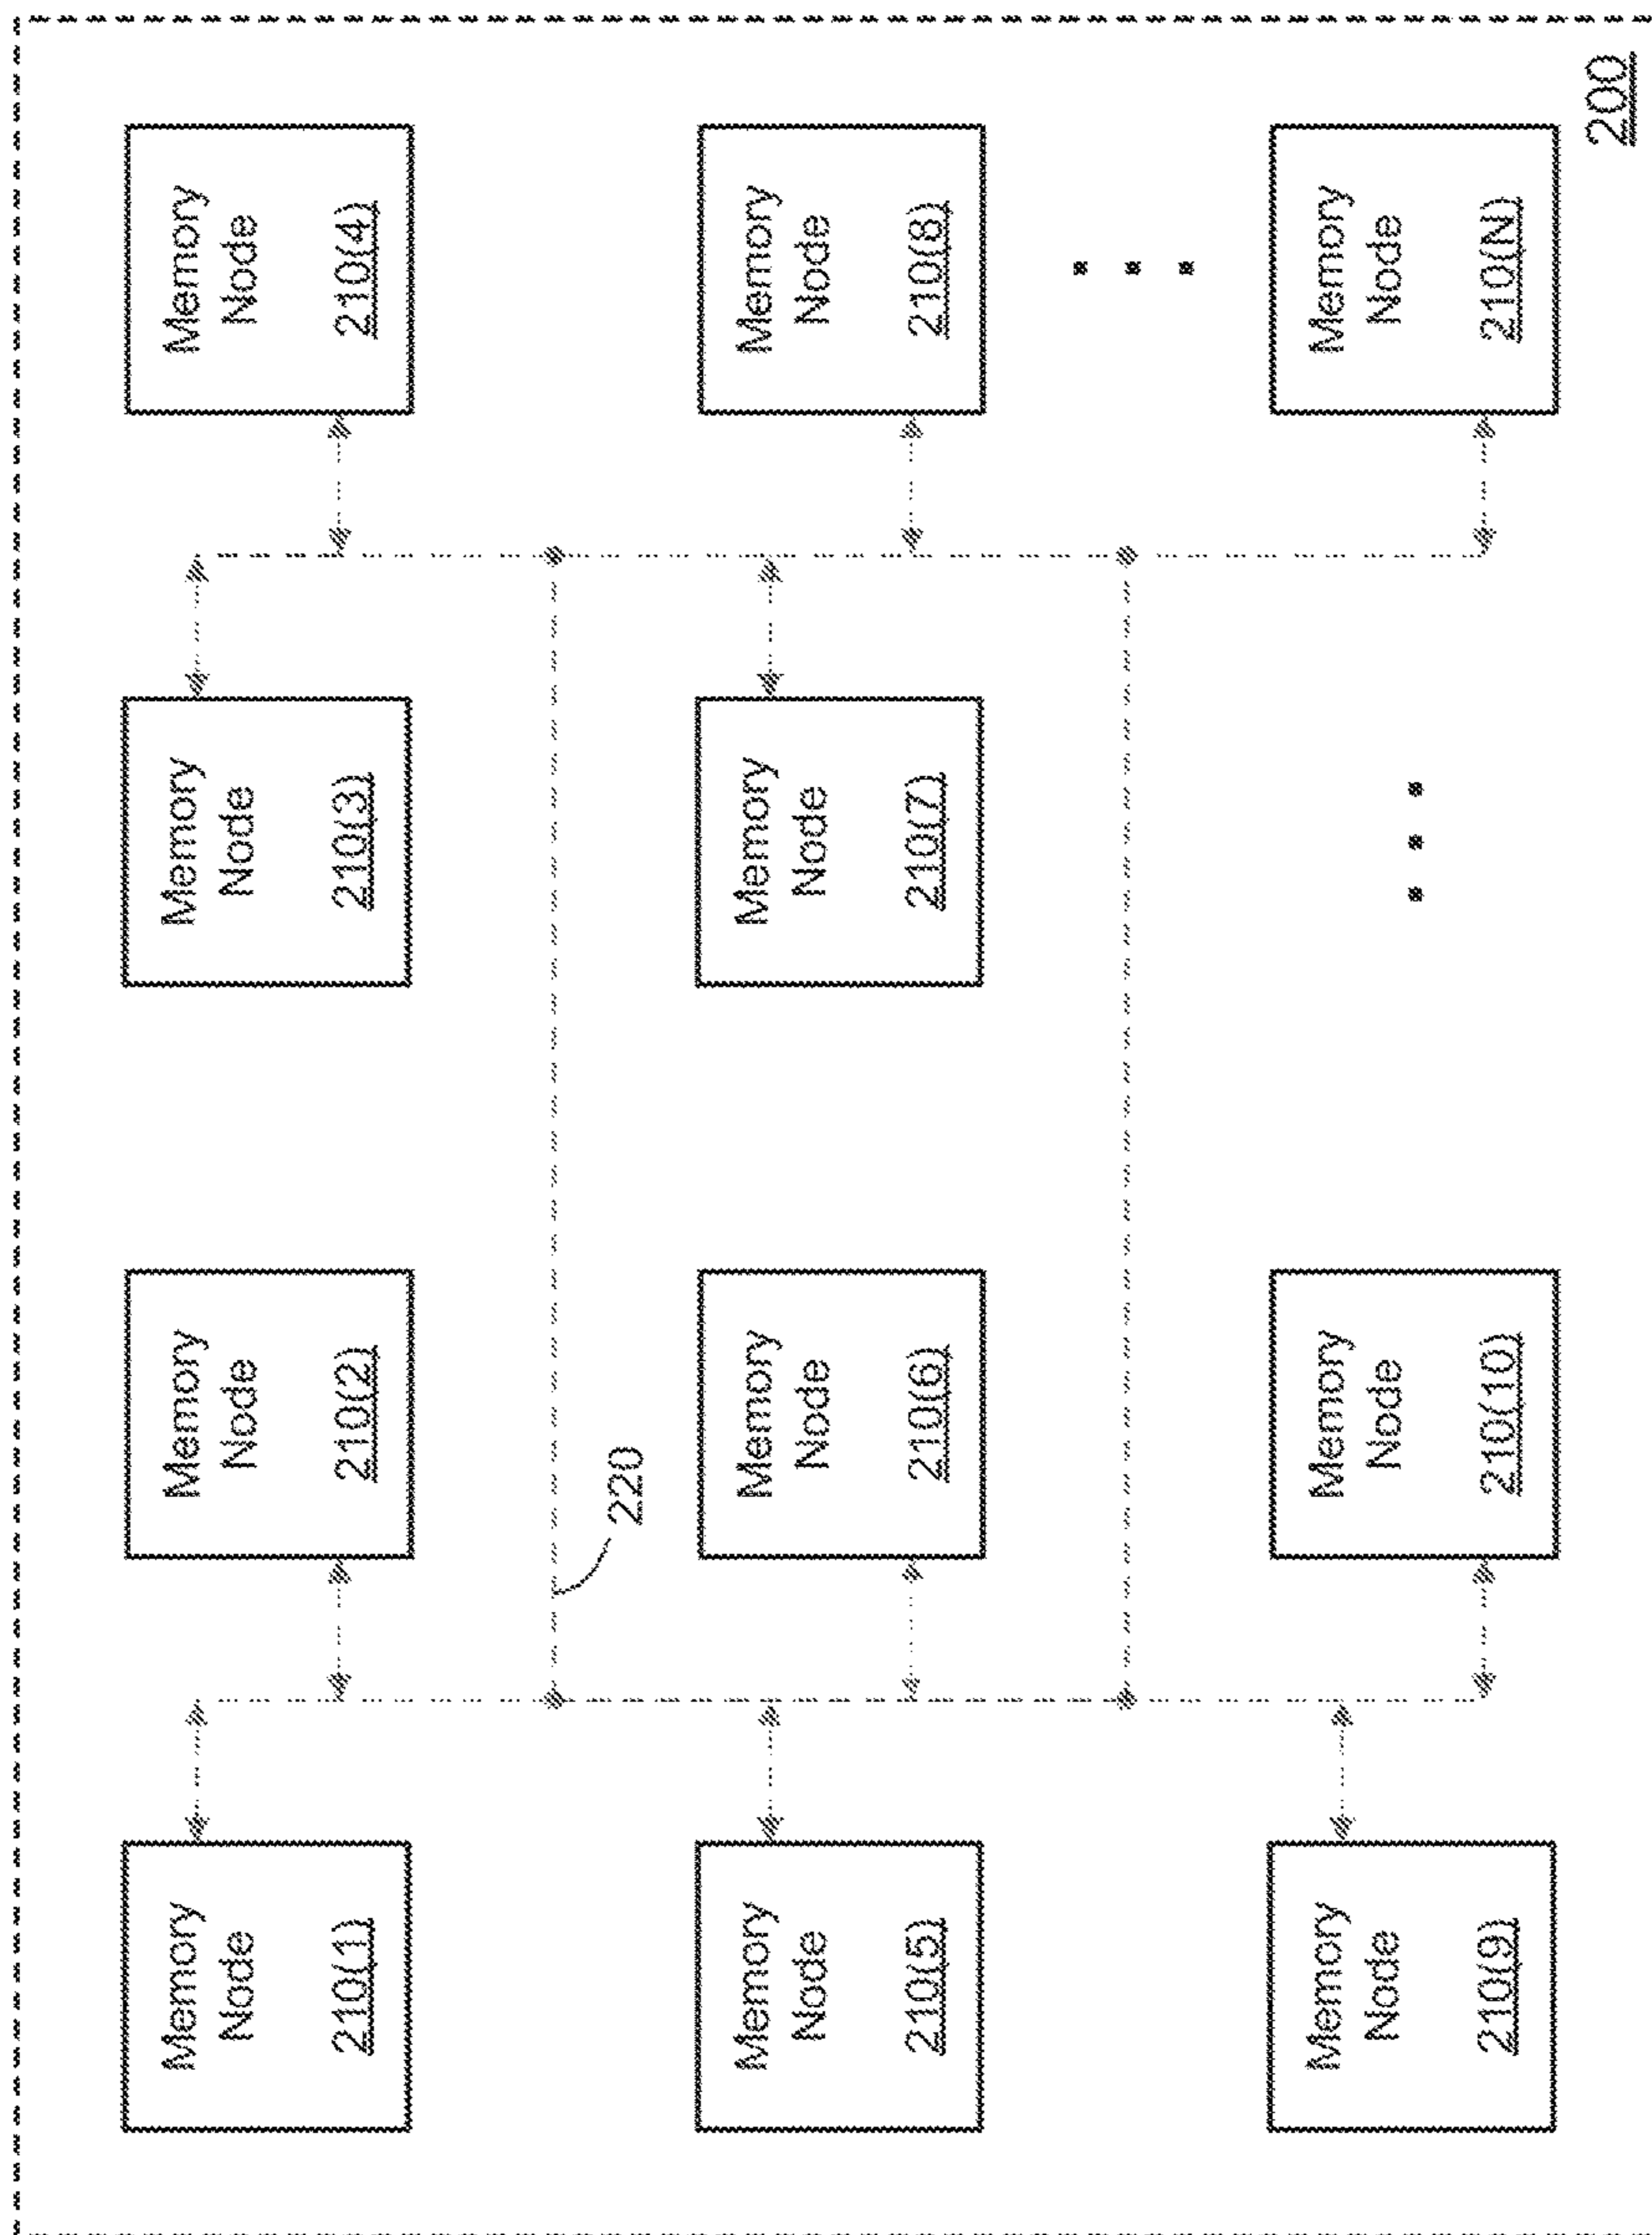 Memory
Node
210(1)
Memory
Node
210(2)
Memory
Node
210(3)
Memory
Node
210(4)
220
Memory
Node
210(5)
Memory
Node
210(6)
Memory
Node
210(7)
Memory
Node
210(8)
Memory
Node
210(9)
Memory
Node
210(10)
Memory
Node
210(N)
200